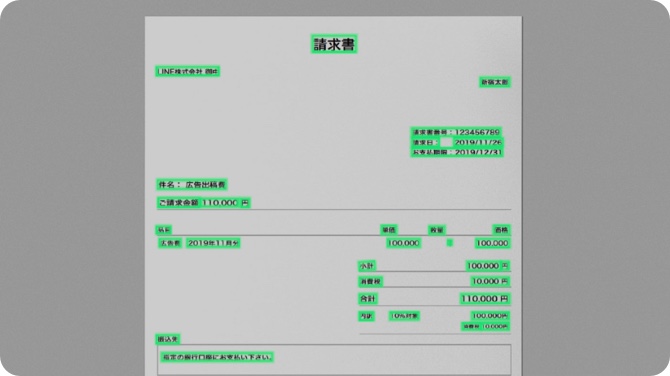 請求書
LINE株式会社 御中
請求書番号：123456789
請求日： 2019/11/26
お支払期限：2019/12/31
件名： 広告出稿費
ご請求金額 110,000 円
品名 単価 数量 価格
広告費 2019年11月分 100,000 100,000
小計 100,000 円
消費税 10,000 円
合計 110,000 円
内訳 10%対象 100,000円
消費税 10,000円
振込先
指定の銀行口座にお支払い下さい。